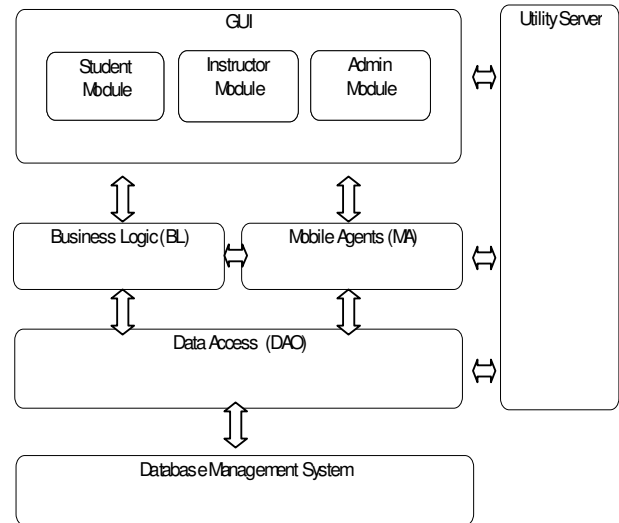 GUI
Utility Server
Student
Module
Instructor
Module
Admin
Module
Business Logic (BL)
Mobile Agents (MA)
Data Access (DAO)
Database Management System